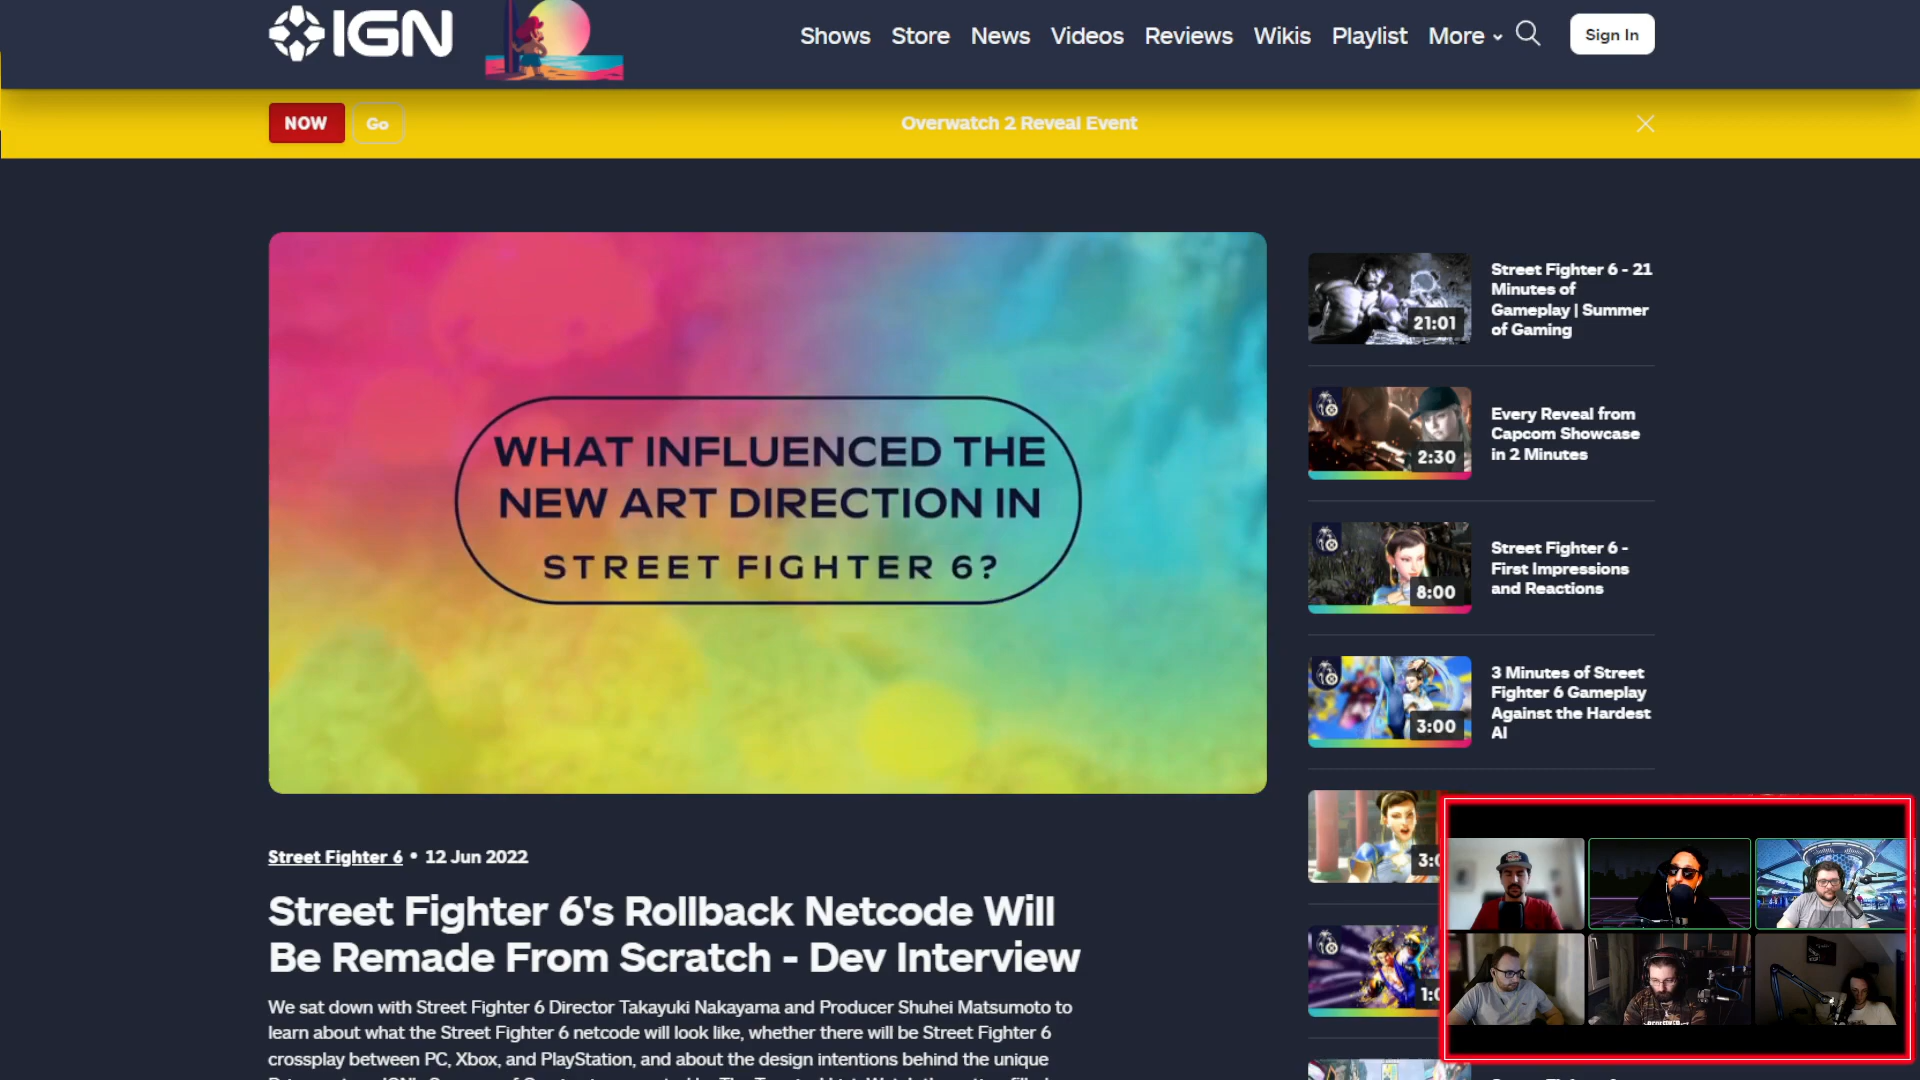 IGN
Shows Store News Videos Reviews Wikis Playlist More
Sign In
NOW Go
Overwatch 2 Reveal Event
WHAT INFLUENCED THE
NEW ART DIRECTION IN
STREET FIGHTER 6?
Street Fighter 6 • 12 Jun 2022
Street Fighter 6's Rollback Netcode Will
Be Remade From Scratch - Dev Interview
We sat down with Street Fighter 6 Director Takayuki Nakayama and Producer Shuhei Matsumoto to
learn about what the Street Fighter 6 netcode will look like, whether there will be Street Fighter 6
crossplay between PC, Xbox, and PlayStation, and about the design intentions behind the unique
21:01
Street Fighter 6 - 21
Minutes of
Gameplay | Summer
of Gaming
2:30
Every Reveal from
Capcom Showcase
in 2 Minutes
8:00
Street Fighter 6 -
First Impressions
and Reactions
3:00
3 Minutes of Street
Fighter 6 Gameplay
Against the Hardest
AI